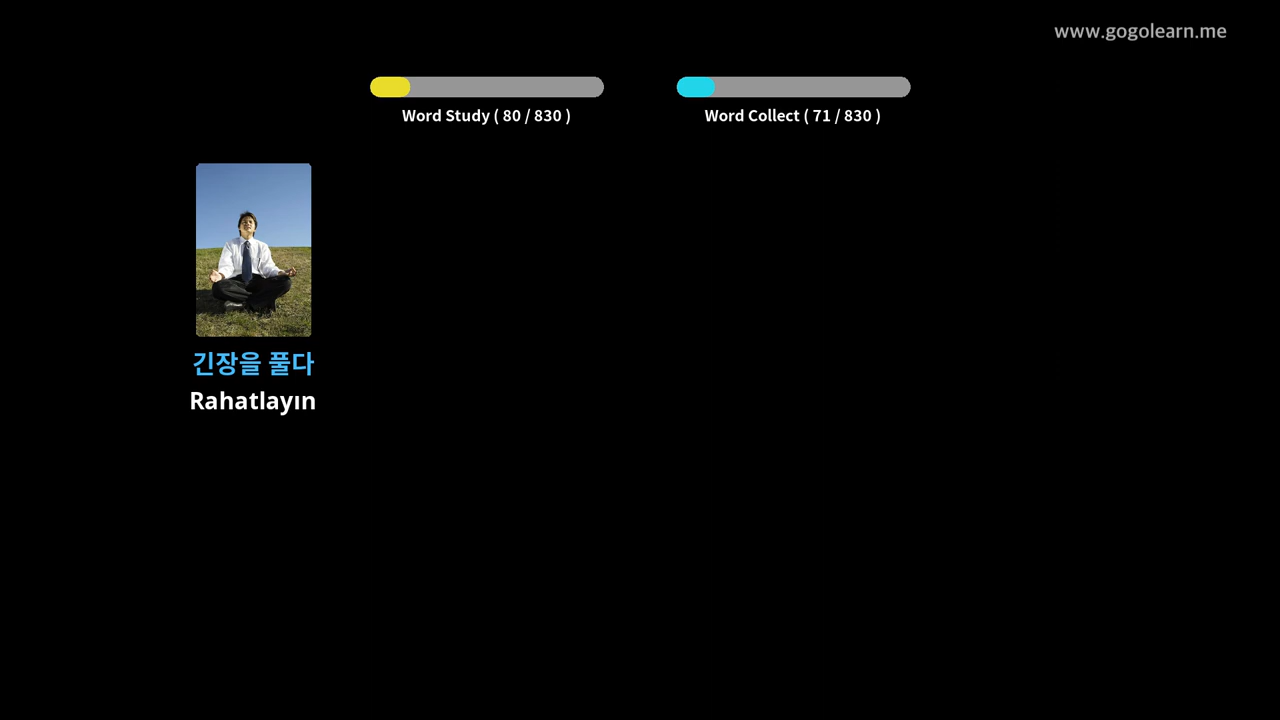 www.gogolearn.me
Word Study ( 80 / 830 )
Word Collect ( 71 / 830 )
긴장을 풀다
Rahatlayın